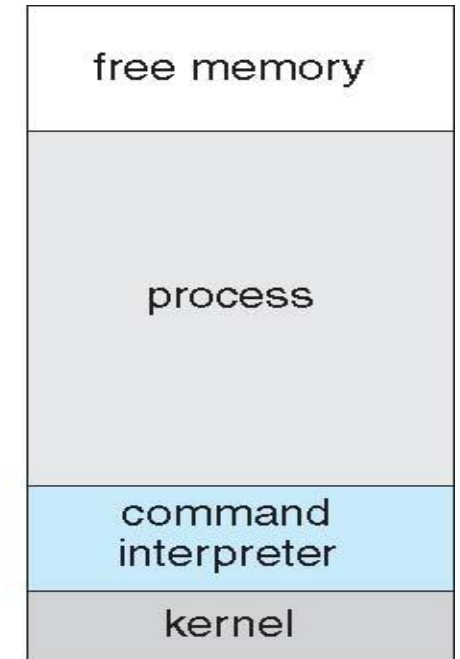 free memory
process
command
interpreter
kernel